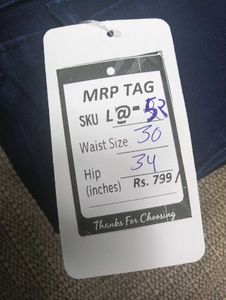 MRP TAG
SKU L@-
Waist Size 30
Hip 34
(inches) Rs. 799/
Thanks For Choosing